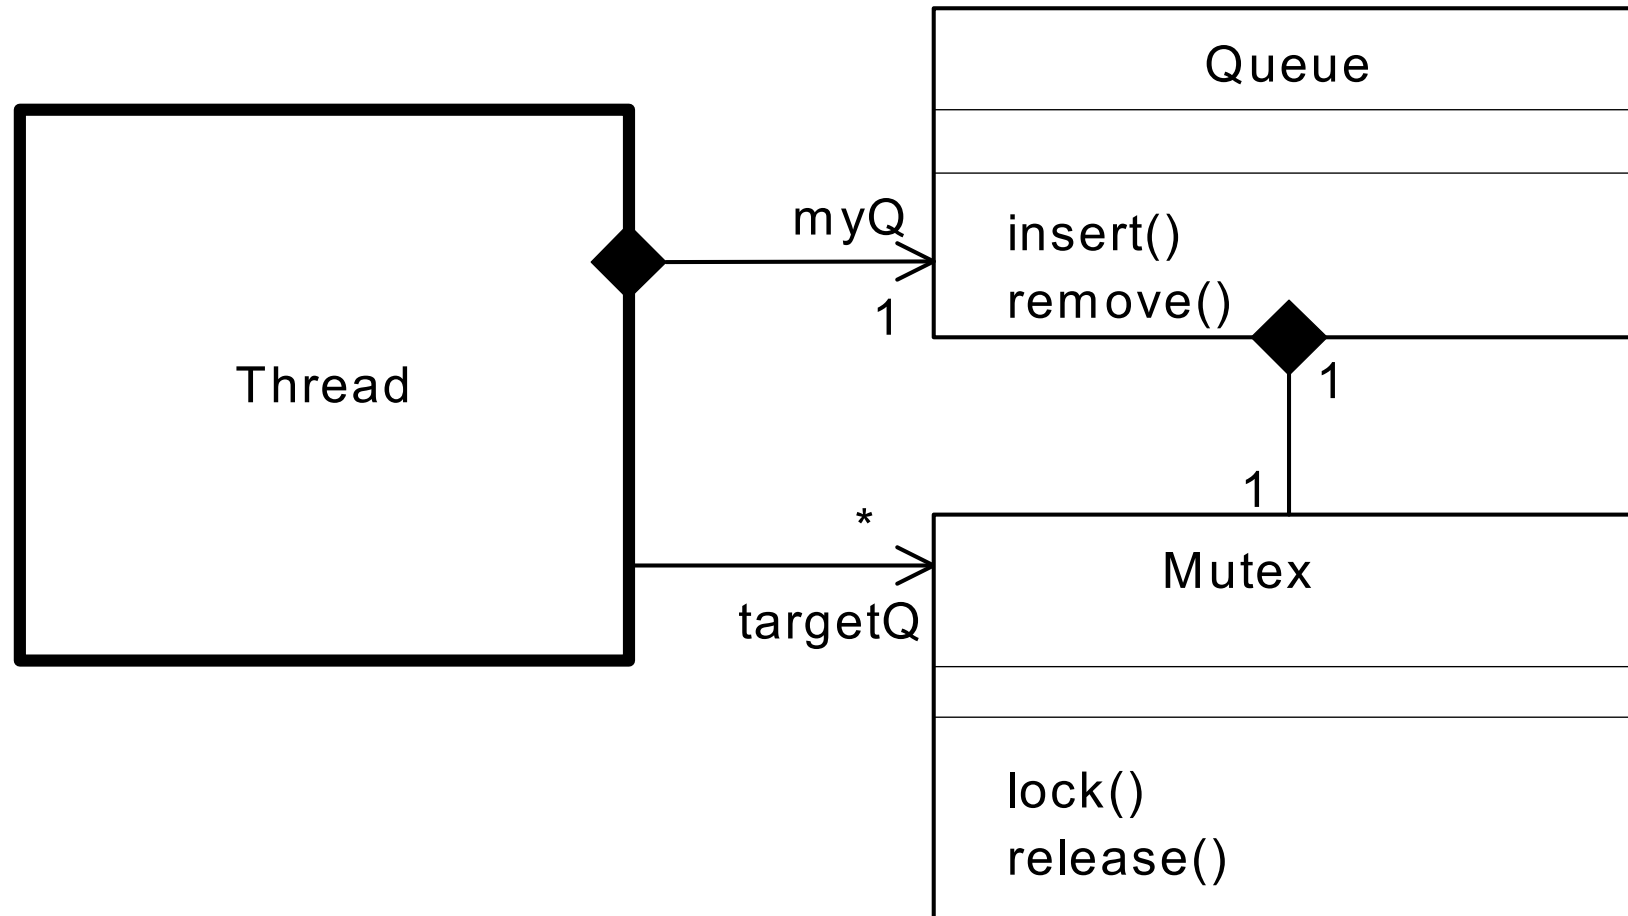 Queue
myQ
insert()
1
remove()
Thread
1
1
*
Mutex
targetQ
lock()
release()